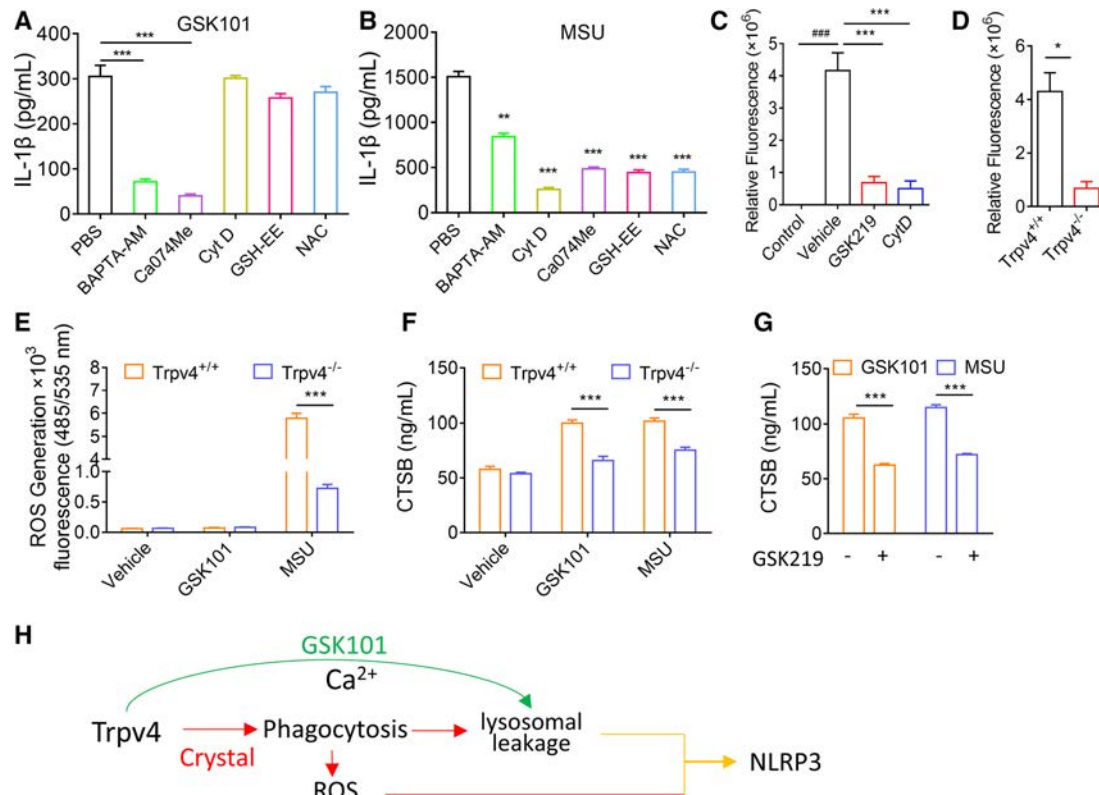 A
GSK101
IL-1β (pg/mL)
400
300
200
100
0
***
***
PBS
BAPTA-AM
Ca074Me
Cyt D
GSH-EE
NAC
B
MSU
IL-1β (pg/mL)
2000
1500
1000
500
0
**
***
***
***
***
PBS
BAPTA-AM
Cyt D
Ca074Me
GSH-EE
NAC
C
Relative Fluorescence (×10⁶)
5
4
3
2
1
0
###
***
***
Control
Vehicle
GSK219
CytD
D
Relative Fluorescence (×10⁶)
6
4
2
0
*
Trpv4⁺/⁺
Trpv4⁻/⁻
E
ROS Generation ×10³
fluorescence (485/535 nm)
8
7
6
5
4
1.0
0.5
0.0
Trpv4⁺/⁺ Trpv4⁻/⁻
***
Vehicle
GSK101
MSU
F
CTSB (ng/mL)
150
100
50
0
Trpv4⁺/⁺ Trpv4⁻/⁻
***
***
Vehicle
GSK101
MSU
G
CTSB (ng/mL)
150
100
50
0
GSK101 MSU
***
***
GSK219 - + - +
H
GSK101
Ca²⁺
Trpv4
Crystal
Phagocytosis
lysosomal
leakage
NLRP3
ROS